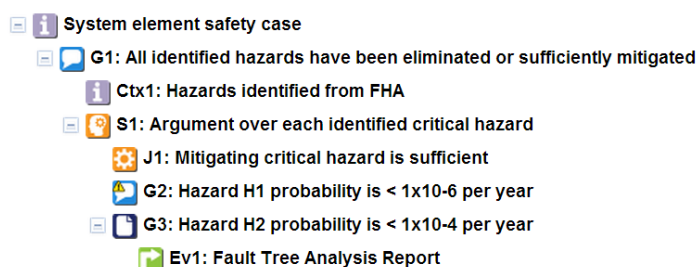 System element safety case
G1: All identified hazards have been eliminated or sufficiently mitigated
Ctx1: Hazards identified from FHA
S1: Argument over each identified critical hazard
J1: Mitigating critical hazard is sufficient
G2: Hazard H1 probability is < 1x10-6 per year
G3: Hazard H2 probability is < 1x10-4 per year
Ev1: Fault Tree Analysis Report